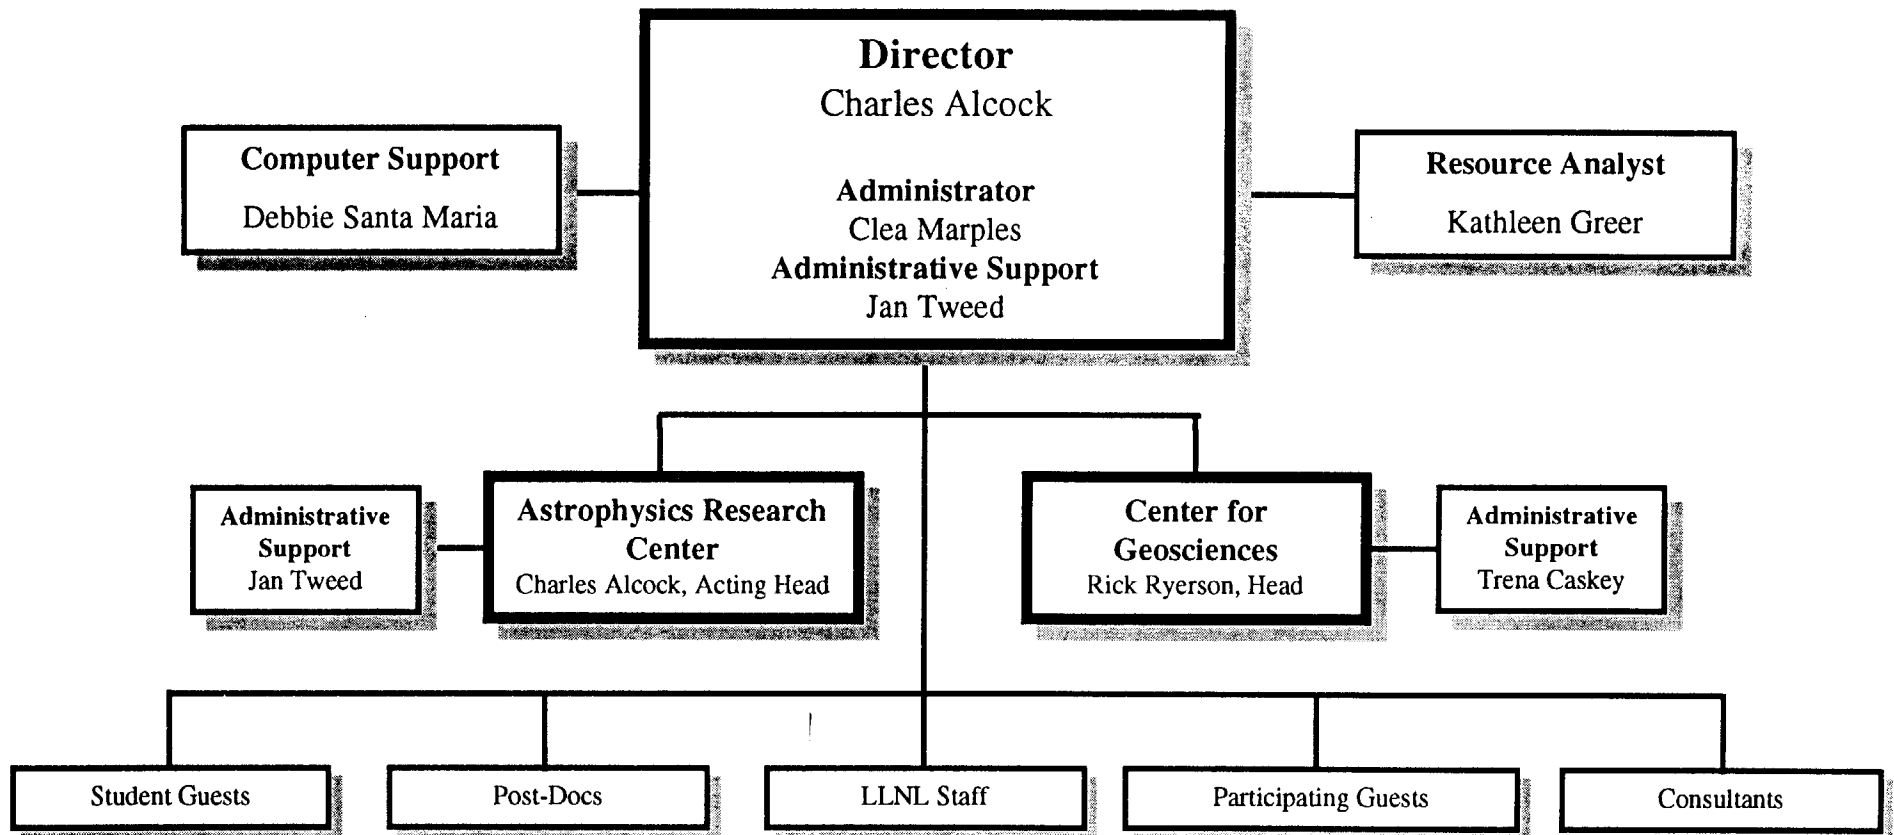 Director
Charles Alcock
Administrator
Clea Marples
Administrative Support
Jan Tweed
Computer Support
Debbie Santa Maria
Resource Analyst
Kathleen Greer
Administrative
Support
Jan Tweed
Astrophysics Research
Center
Charles Alcock, Acting Head
Center for
Geosciences
Rick Ryerson, Head
Administrative
Support
Trena Caskey
Student Guests
Post-Docs
LLNL Staff
Participating Guests
Consultants